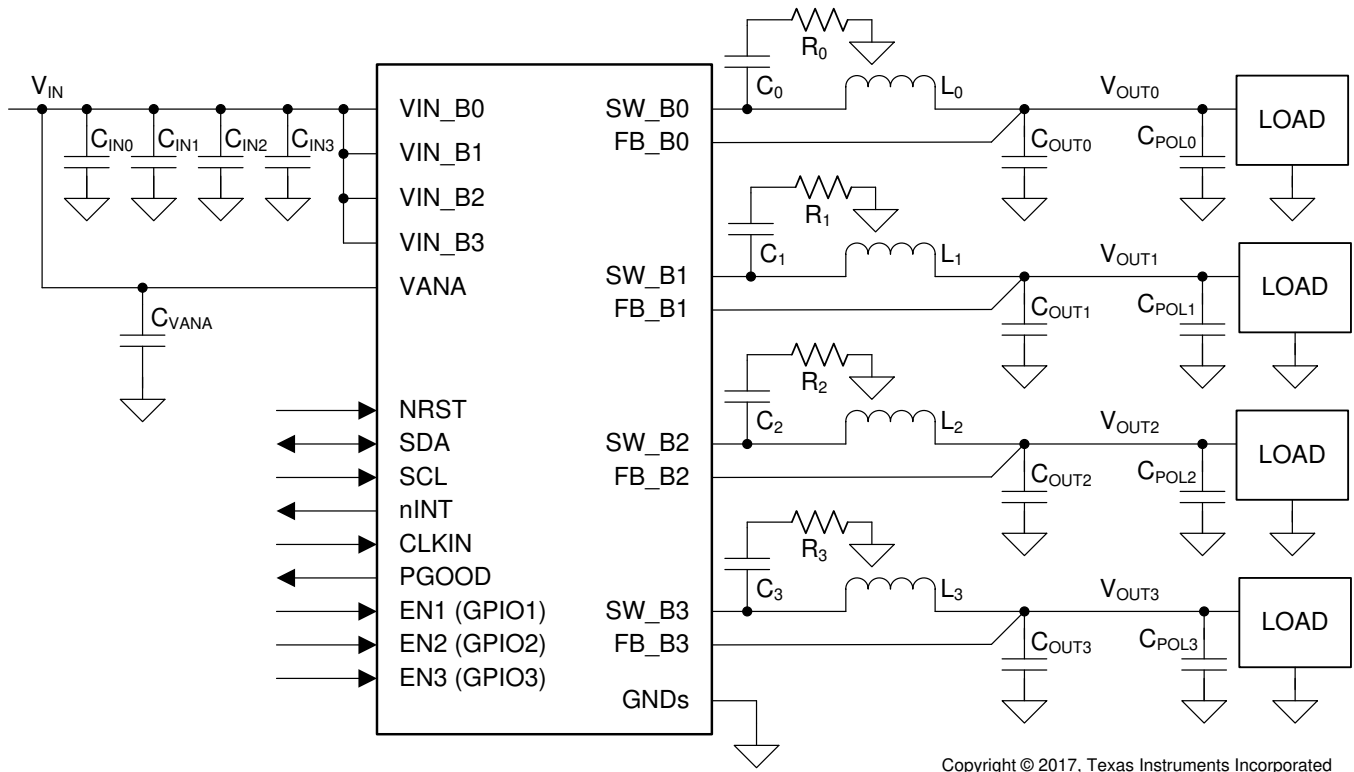 V_IN
C_IN0
C_IN1
C_IN2
C_IN3
C_VANA
VIN_B0
VIN_B1
VIN_B2
VIN_B3
VANA
NRST
SDA
SCL
nINT
CLKIN
PGOOD
EN1 (GPIO1)
EN2 (GPIO2)
EN3 (GPIO3)
SW_B0
FB_B0
SW_B1
FB_B1
SW_B2
FB_B2
SW_B3
FB_B3
GNDs
R_0
C_0
L_0
V_OUT0
C_OUT0
C_POL0
LOAD
R_1
C_1
L_1
V_OUT1
C_OUT1
C_POL1
LOAD
R_2
C_2
L_2
V_OUT2
C_OUT2
C_POL2
LOAD
R_3
C_3
L_3
V_OUT3
C_OUT3
C_POL3
LOAD
Copyright © 2017, Texas Instruments Incorporated